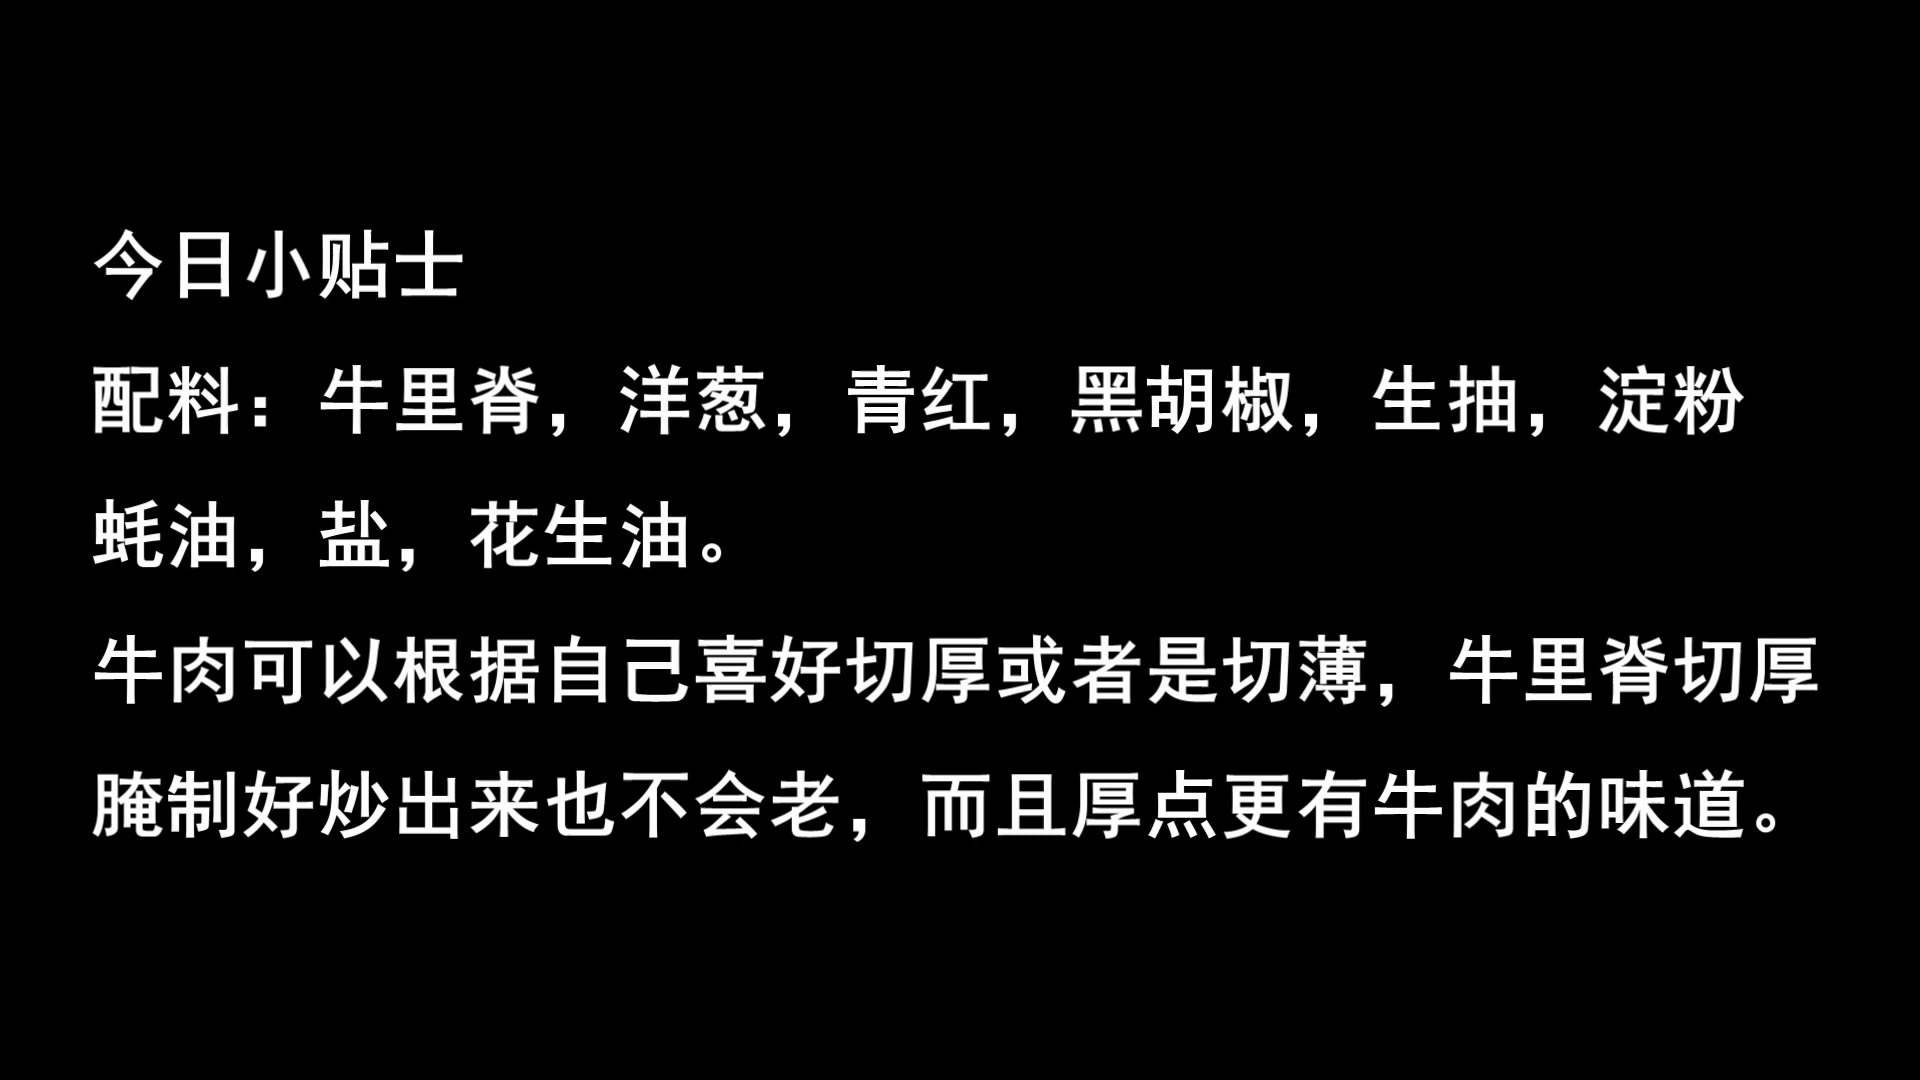 今日小贴士
配料：牛里脊，洋葱，青红，黑胡椒，生抽，淀粉
蚝油，盐，花生油。
牛肉可以根据自己喜好切厚或者是切薄，牛里脊切厚
腌制好炒出来也不会老，而且厚点更有牛肉的味道。